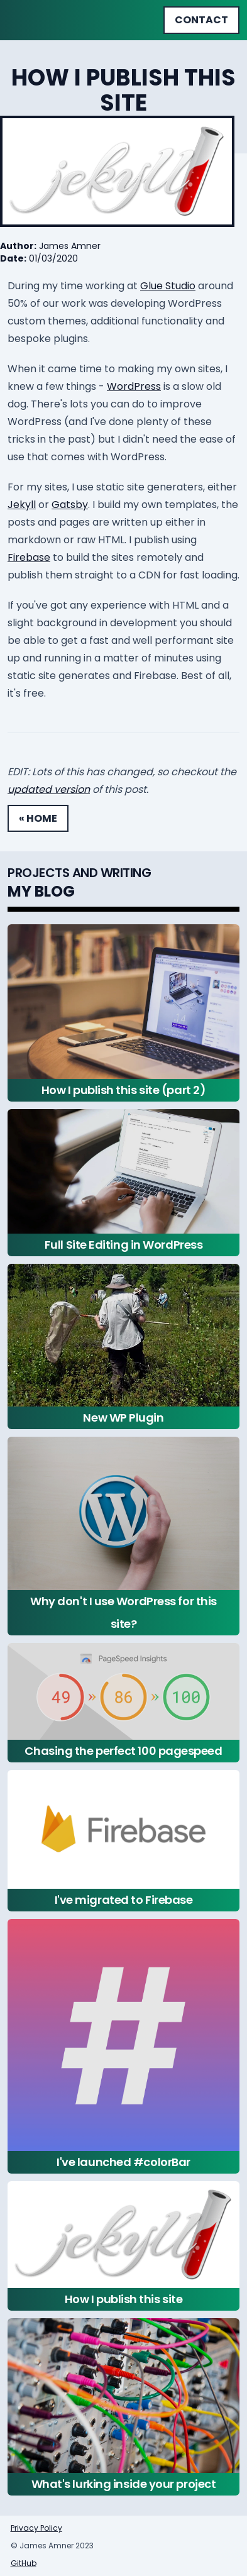 CONTACT
HOW I PUBLISH THIS
SITE
jekyll
Author: James Amner
Date: 01/03/2020
During my time working at Glue Studio around
50% of our work was developing WordPress
custom themes, additional functionality and
bespoke plugins.
When it came time to making my own sites, I
knew a few things - WordPress is a slow old
dog. There's lots you can do to improve
WordPress (and I've done plenty of these
tricks in the past) but I didn't need the ease of
use that comes with WordPress.
For my sites, I use static site generators, either
Jekyll or Gatsby. I build my own templates, the
posts and pages are written up either in
markdown or raw HTML. I publish using
Firebase to build the sites remotely and
publish them straight to a CDN for fast loading.
If you've got any experience with HTML and a
slight background in development you should
be able to get a fast and well performant site
up and running in a matter of minutes using
static site generates and Firebase. Best of all,
it's free.
EDIT: Lots of this has changed, so checkout the
updated version of this post.
« HOME
PROJECTS AND WRITING
MY BLOG
How I publish this site (part 2)
Full Site Editing in WordPress
New WP Plugin
Why don't I use WordPress for this
site?
PageSpeed Insights
49 » 86 » 100
Chasing the perfect 100 pagespeed
Firebase
I've migrated to Firebase
#
I've launched #colorBar
jekyll
How I publish this site
What's lurking inside your project
Privacy Policy
© James Amner 2023
GitHub